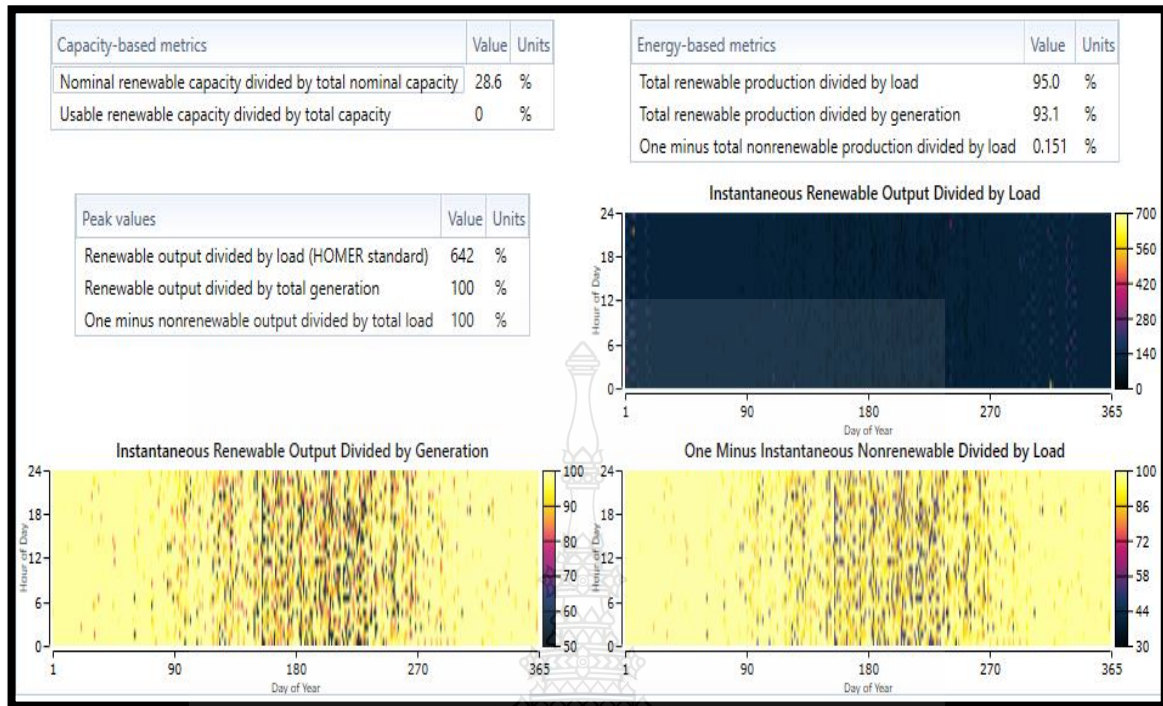 Capacity-based metrics Value Units
Nominal renewable capacity divided by total nominal capacity 28.6 %
Usable renewable capacity divided by total capacity 0 %
Energy-based metrics Value Units
Total renewable production divided by load 95.0 %
Total renewable production divided by generation 93.1 %
One minus total nonrenewable production divided by load 0.151 %
Peak values Value Units
Renewable output divided by load (HOMER standard) 642 %
Renewable output divided by total generation 100 %
One minus nonrenewable output divided by total load 100 %
Instantaneous Renewable Output Divided by Load
Hour of Day
24
18
12
6
0
1 90 180 270 365
Day of Year
700
560
420
280
140
0
Instantaneous Renewable Output Divided by Generation
Hour of Day
24
18
12
6
0
1 90 180 270 365
Day of Year
100
90
80
70
60
50
One Minus Instantaneous Nonrenewable Divided by Load
Hour of Day
24
18
12
6
0
1 90 180 270 365
Day of Year
100
86
72
58
44
30